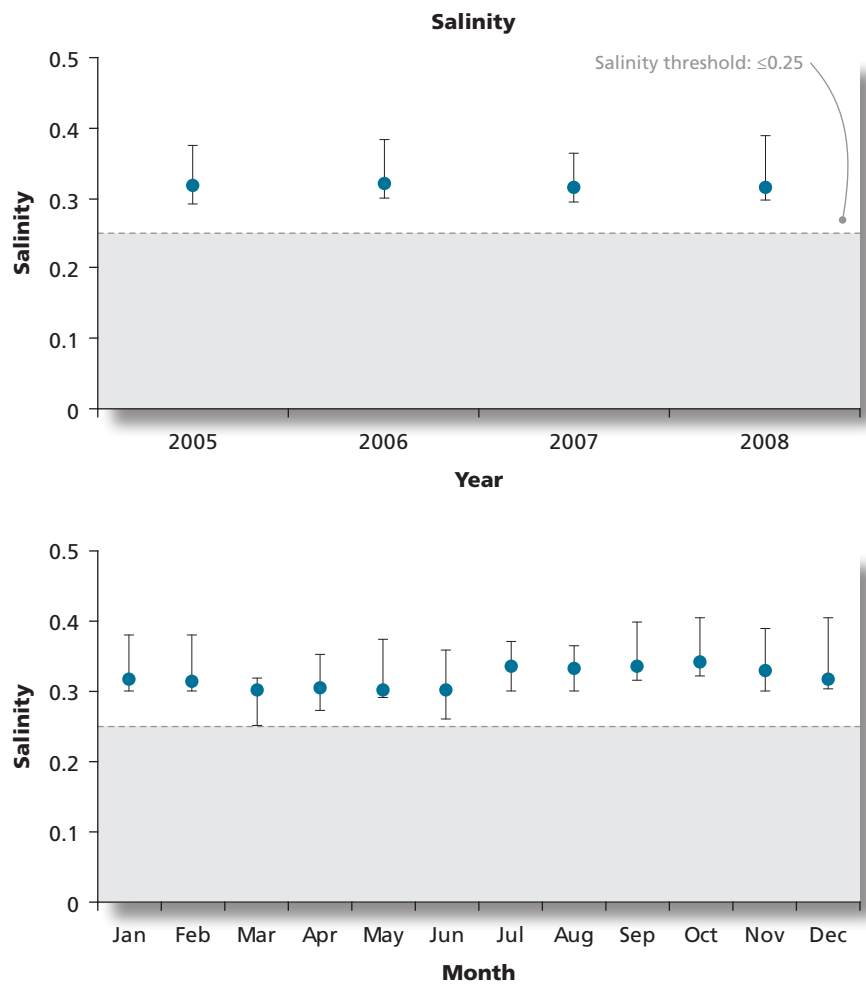 Salinity
Salinity threshold: ≤0.25
0.5
0.4
0.3
0.2
0.1
0
Salinity
2005 2006 2007 2008
Year
0.5
0.4
0.3
0.2
0.1
0
Salinity
Jan Feb Mar Apr May Jun Jul Aug Sep Oct Nov Dec
Month